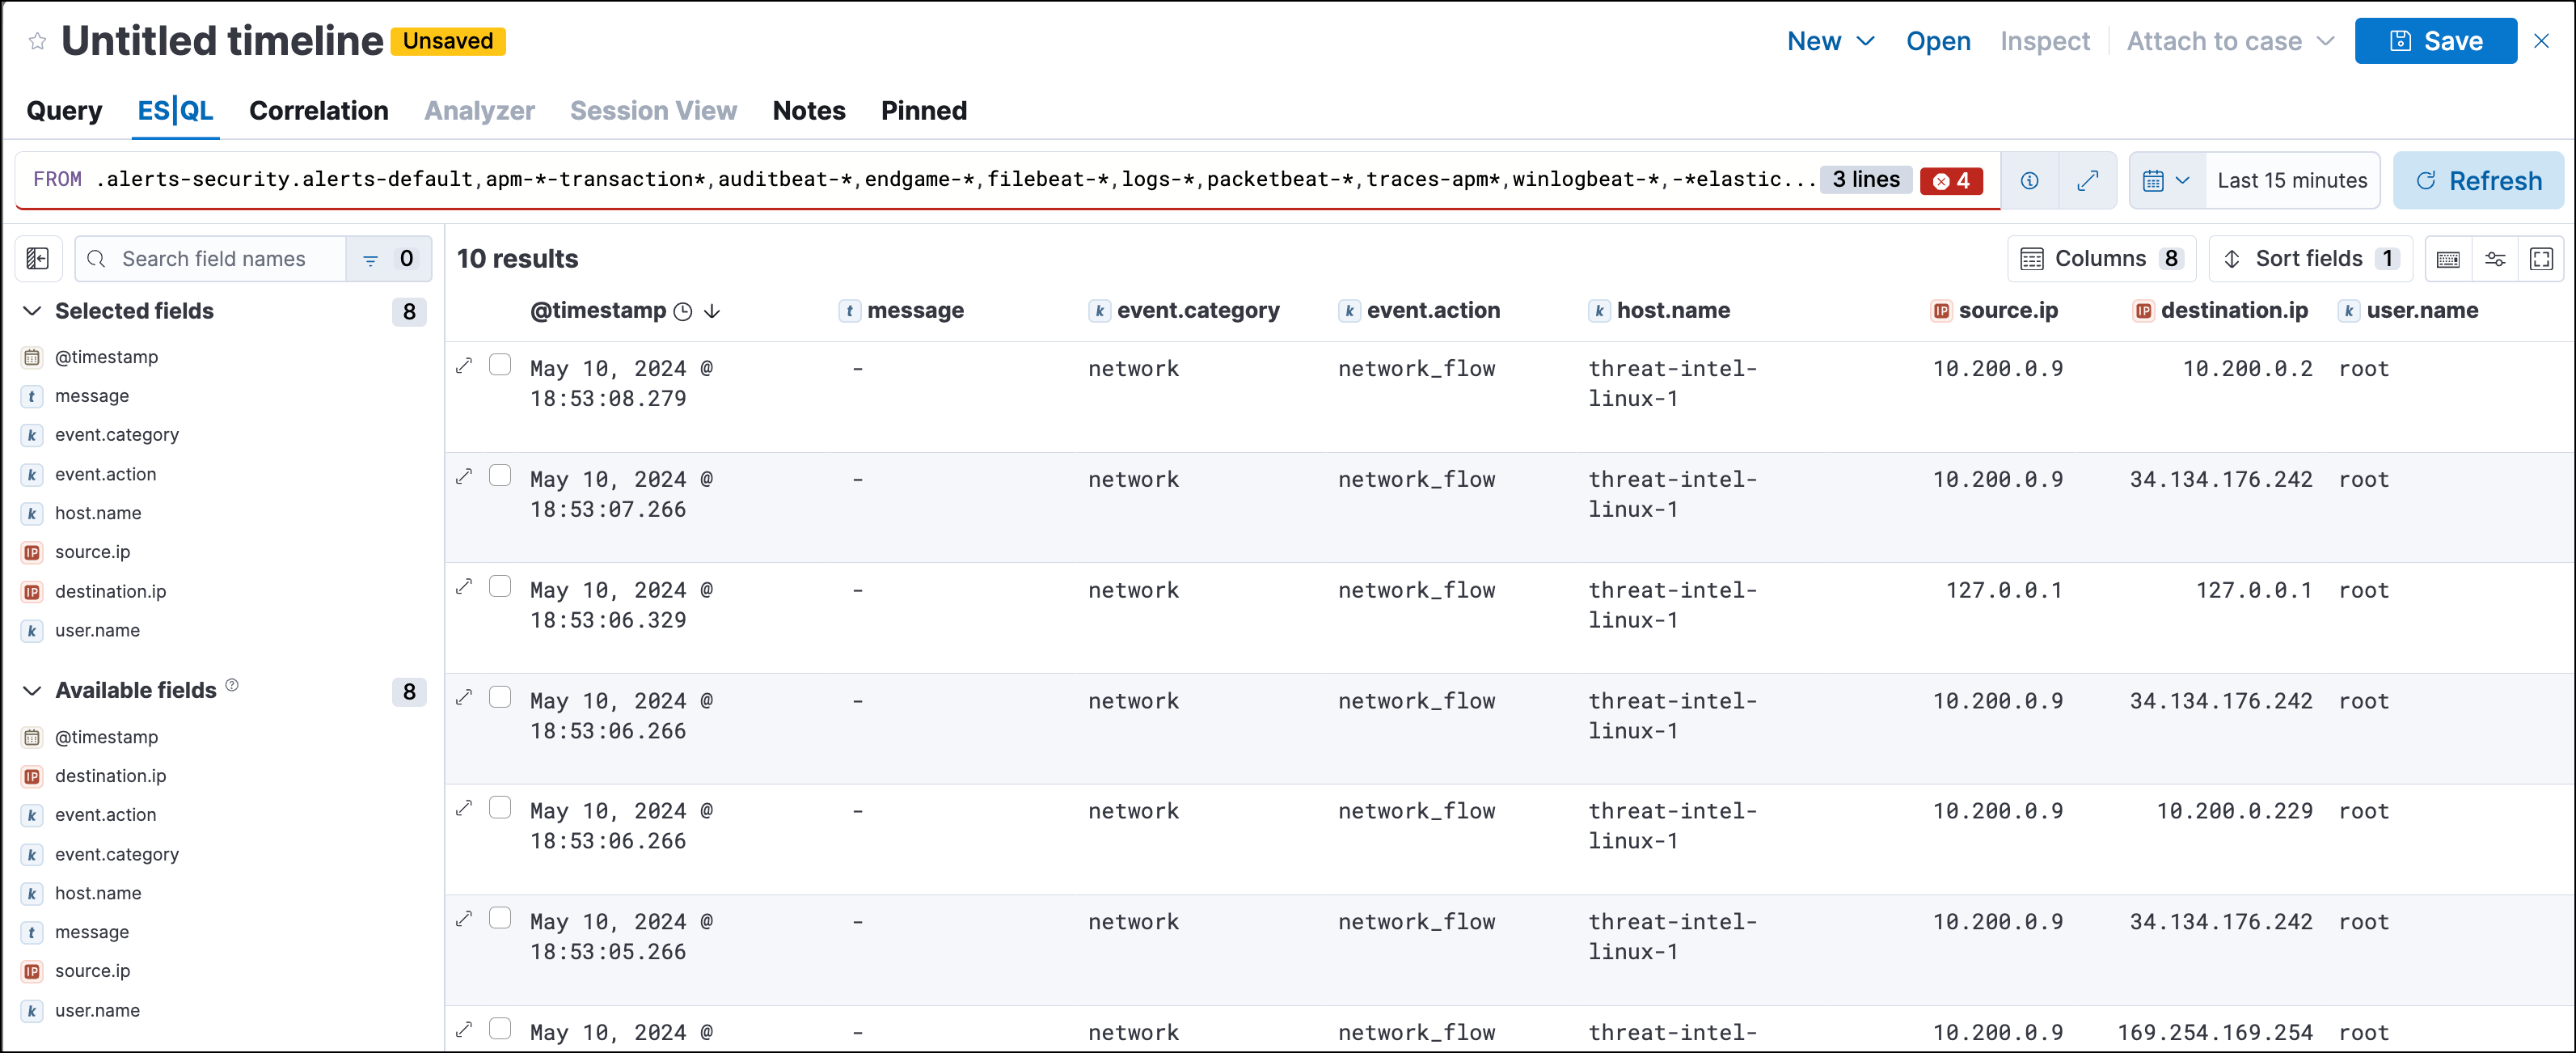 Untitled timeline Unsaved New Open Inspect Attach to case Save
Query ES|QL Correlation Analyzer Session View Notes Pinned
FROM .alerts-security.alerts-default,apm-*-transaction*,auditbeat-*,endgame-*,filebeat-*,logs-*,packetbeat-*,traces-apm*,winlogbeat-*,-*elastic... 3 lines 4 Last 15 minutes Refresh
Search field names 0
Selected fields 8
@timestamp
t message
k event.category
k event.action
k host.name
IP source.ip
IP destination.ip
k user.name
Available fields 8
@timestamp
IP destination.ip
k event.action
k event.category
k host.name
t message
IP source.ip
k user.name
10 results Columns 8 Sort fields 1
@timestamp t message k event.category k event.action k host.name IP source.ip IP destination.ip k user.name
May 10, 2024 @ - network network_flow threat-intel- 10.200.0.9 10.200.0.2 root
18:53:08.279 linux-1
May 10, 2024 @ - network network_flow threat-intel- 10.200.0.9 34.134.176.242 root
18:53:07.266 linux-1
May 10, 2024 @ - network network_flow threat-intel- 127.0.0.1 127.0.0.1 root
18:53:06.329 linux-1
May 10, 2024 @ - network network_flow threat-intel- 10.200.0.9 34.134.176.242 root
18:53:06.266 linux-1
May 10, 2024 @ - network network_flow threat-intel- 10.200.0.9 10.200.0.229 root
18:53:06.266 linux-1
May 10, 2024 @ - network network_flow threat-intel- 10.200.0.9 34.134.176.242 root
18:53:05.266 linux-1
May 10, 2024 @ - network network_flow threat-intel- 10.200.0.9 169.254.169.254 root